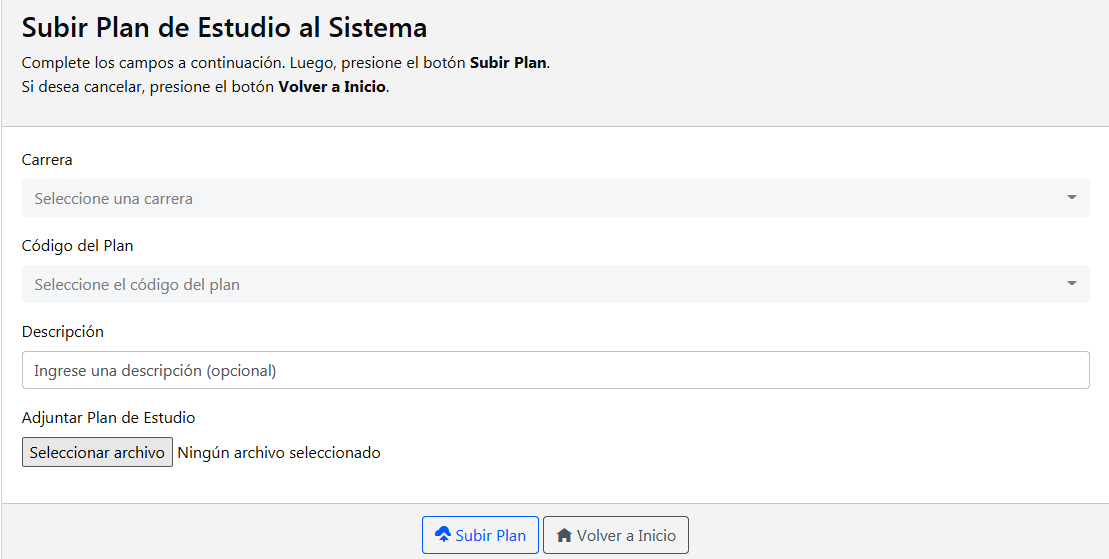 Subir Plan de Estudio al Sistema
Complete los campos a continuación. Luego, presione el botón Subir Plan.
Si desea cancelar, presione el botón Volver a Inicio.
Carrera
Seleccione una carrera
Código del Plan
Seleccione el código del plan
Descripción
Ingrese una descripción (opcional)
Adjuntar Plan de Estudio
Seleccionar archivo Ningún archivo seleccionado
Subir Plan Volver a Inicio